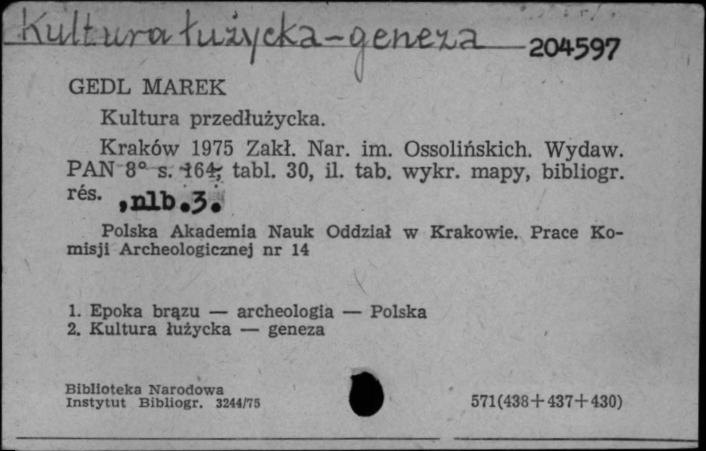 Kultura łużycka-geneza 204597
GEDL MAREK
Kultura przedłużycka.
Kraków 1975 Zakł. Nar. im. Ossolińskich. Wydaw.
PAN 8° s. 164, tabl. 30, il. tab. wykr. mapy, bibliogr.
rés. , nlb. 3.
Polska Akademia Nauk Oddział w Krakowie. Prace Ko-
misji Archeologicznej nr 14
1. Epoka brązu — archeologia — Polska
2. Kultura łużycka — geneza
Biblioteka Narodowa
Instytut Bibliogr. 3244/75 571(438+437+430)